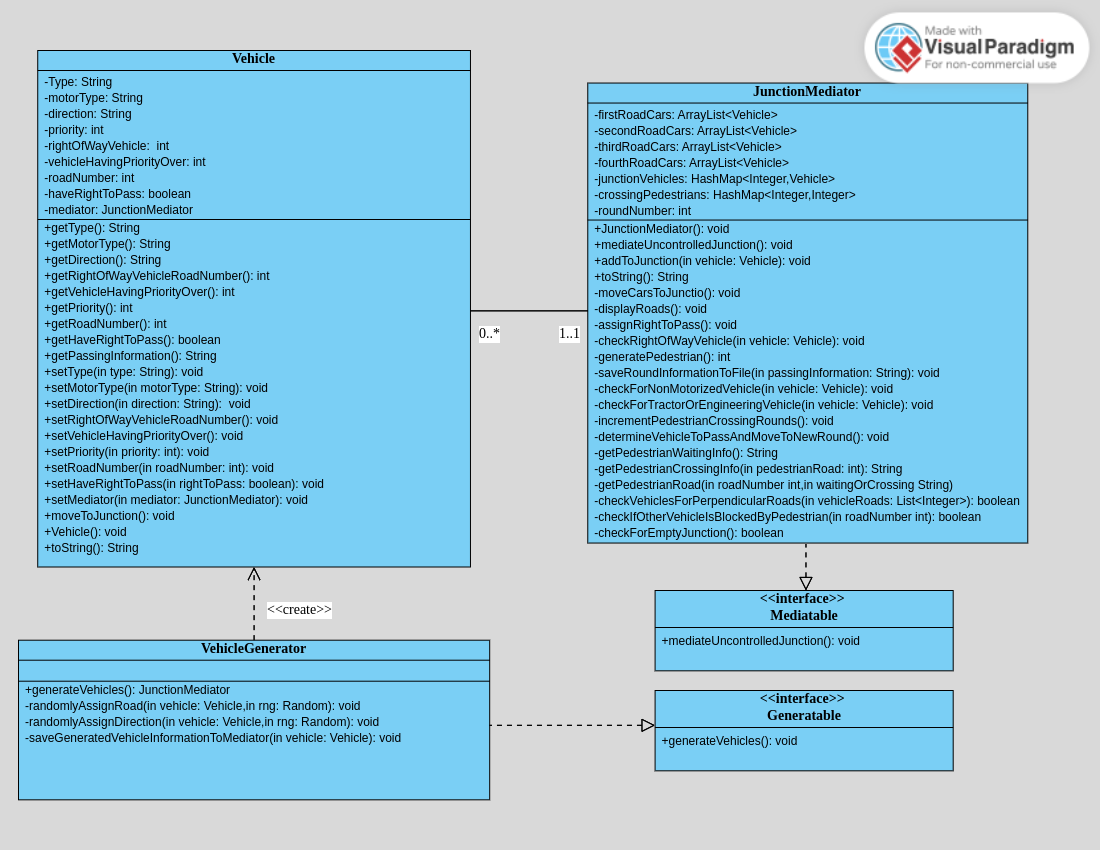 Made with
Visual Paradigm
For non-commercial use
Vehicle
-Type: String
-motorType: String
-direction: String
-priority: int
-rightOfWayVehicle:  int
-vehicleHavingPriorityOver: int
-roadNumber: int
-haveRightToPass: boolean
-mediator: JunctionMediator
+getType(): String
+getMotorType(): String
+getDirection(): String
+getRightOfWayVehicleRoadNumber(): int
+getVehicleHavingPriorityOver(): int
+getPriority(): int
+getRoadNumber(): int
+getHaveRightToPass(): boolean
+getPassingInformation(): String
+setType(in type: String): void
+setMotorType(in motorType: String): void
+setDirection(in direction: String):  void
+setRightOfWayVehicleRoadNumber(): void
+setVehicleHavingPriorityOver(): void
+setPriority(in priority: int): void
+setRoadNumber(in roadNumber: int): void
+setHaveRightToPass(in rightToPass: boolean): void
+setMediator(in mediator: JunctionMediator): void
+moveToJunction(): void
+Vehicle(): void
+toString(): String
JunctionMediator
-firstRoadCars: ArrayList<Vehicle>
-secondRoadCars: ArrayList<Vehicle>
-thirdRoadCars: ArrayList<Vehicle>
-fourthRoadCars: ArrayList<Vehicle>
-junctionVehicles: HashMap<Integer,Vehicle>
-crossingPedestrians: HashMap<Integer,Integer>
-roundNumber: int
+JunctionMediator(): void
+mediateUncontrolledJunction(): void
+addToJunction(in vehicle: Vehicle): void
+toString(): String
-moveCarsToJunctio(): void
-displayRoads(): void
-assignRightToPass(): void
-checkRightOfWayVehicle(in vehicle: Vehicle): void
-generatePedestrian(): int
-saveRoundInformationToFile(in passingInformation: String): void
-checkForNonMotorizedVehicle(in vehicle: Vehicle): void
-checkForTractorOrEngineeringVehicle(in vehicle: Vehicle): void
-incrementPedestrianCrossingRounds(): void
-determineVehicleToPassAndMoveToNewRound(): void
-getPedestrianWaitingInfo(): String
-getPedestrianCrossingInfo(in pedestrianRoad: int): String
-getPedestrianRoad(in roadNumber int,in waitingOrCrossing String)
-checkVehiclesForPerpendicularRoads(in vehicleRoads: List<Integer>): boolean
-checkIfOtherVehicleIsBlockedByPedestrian(in roadNumber int): boolean
-checkForEmptyJunction(): boolean
0..*
1..1
<<create>>
VehicleGenerator
+generateVehicles(): JunctionMediator
-randomlyAssignRoad(in vehicle: Vehicle,in rng: Random): void
-randomlyAssignDirection(in vehicle: Vehicle,in rng: Random): void
-saveGeneratedVehicleInformationToMediator(in vehicle: Vehicle): void
<<interface>>
Mediatable
+mediateUncontrolledJunction(): void
<<interface>>
Generatable
+generateVehicles(): void